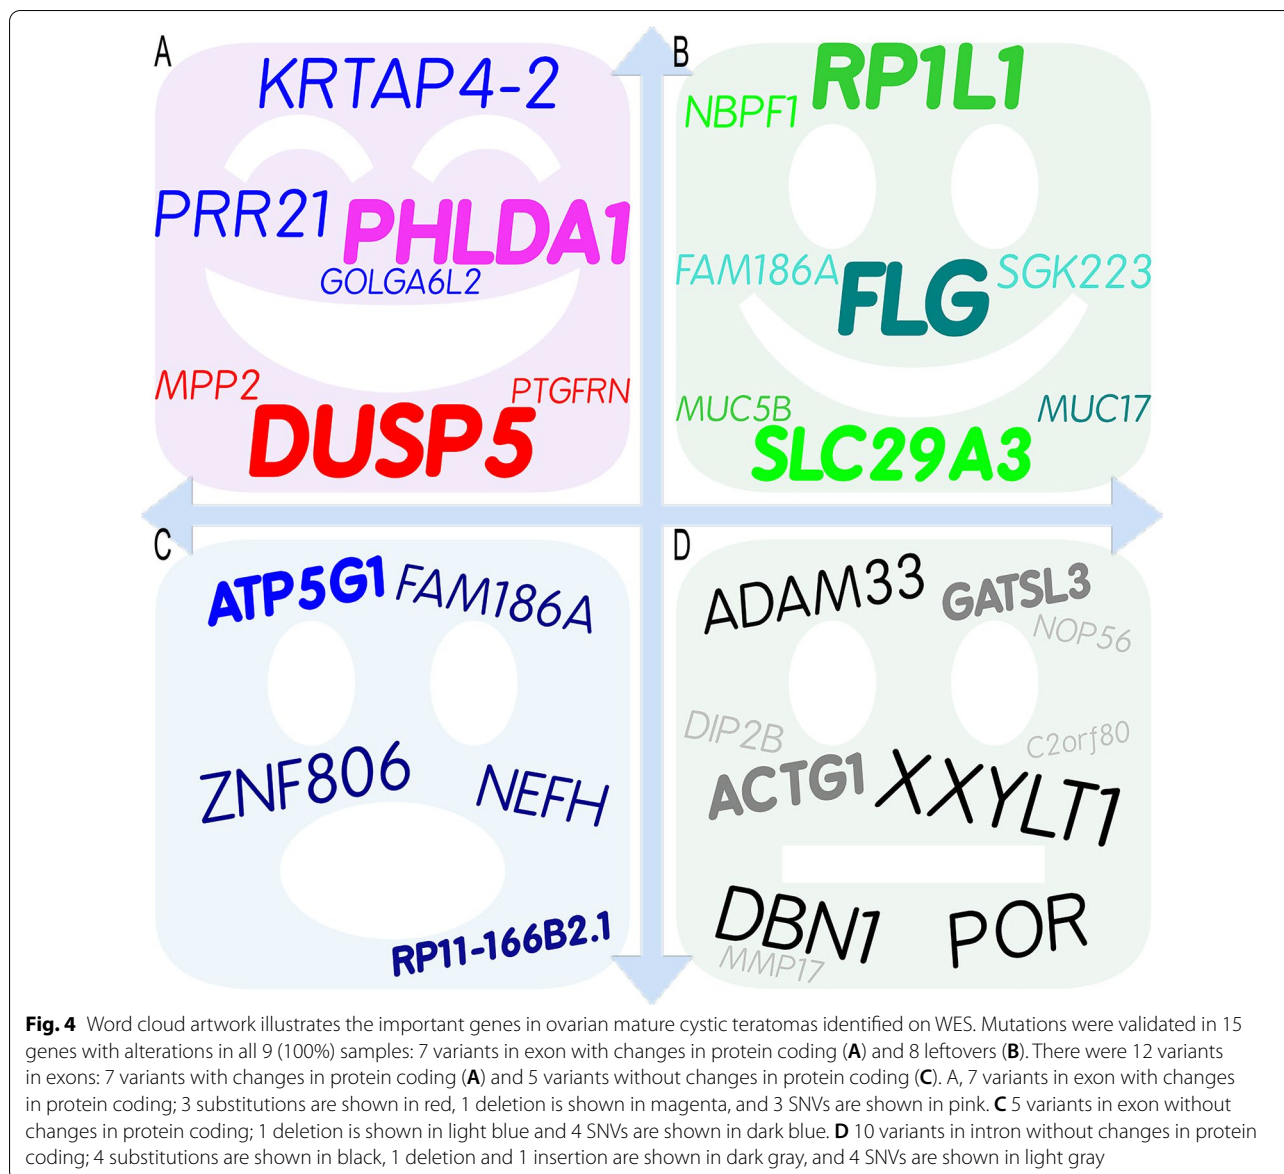 A
KRTAP4-2
PRR21
PHLDA1
GOLGA6L2
MPP2
PTGFRN
DUSP5
B
RP1L1
NBPF1
FAM186A
FLG
SGK223
MUC5B
MUC17
SLC29A3
C
ATP5G1
FAM186A
ZNF806
NEFH
RP11-166B2.1
D
ADAM33
GATSL3
NOP56
DIP2B
C2orf80
ACTG1
XXYLT1
DBN1
POR
MMP17
Fig. 4 Word cloud artwork illustrates the important genes in ovarian mature cystic teratomas identified on WES. Mutations were validated in 15
genes with alterations in all 9 (100%) samples: 7 variants in exon with changes in protein coding (A) and 8 leftovers (B). There were 12 variants
in exons: 7 variants with changes in protein coding (A) and 5 variants without changes in protein coding (C). A, 7 variants in exon with changes
in protein coding; 3 substitutions are shown in red, 1 deletion is shown in magenta, and 3 SNVs are shown in pink. C 5 variants in exon without
changes in protein coding; 1 deletion is shown in light blue and 4 SNVs are shown in dark blue. D 10 variants in intron without changes in protein
coding; 4 substitutions are shown in black, 1 deletion and 1 insertion are shown in dark gray, and 4 SNVs are shown in light gray